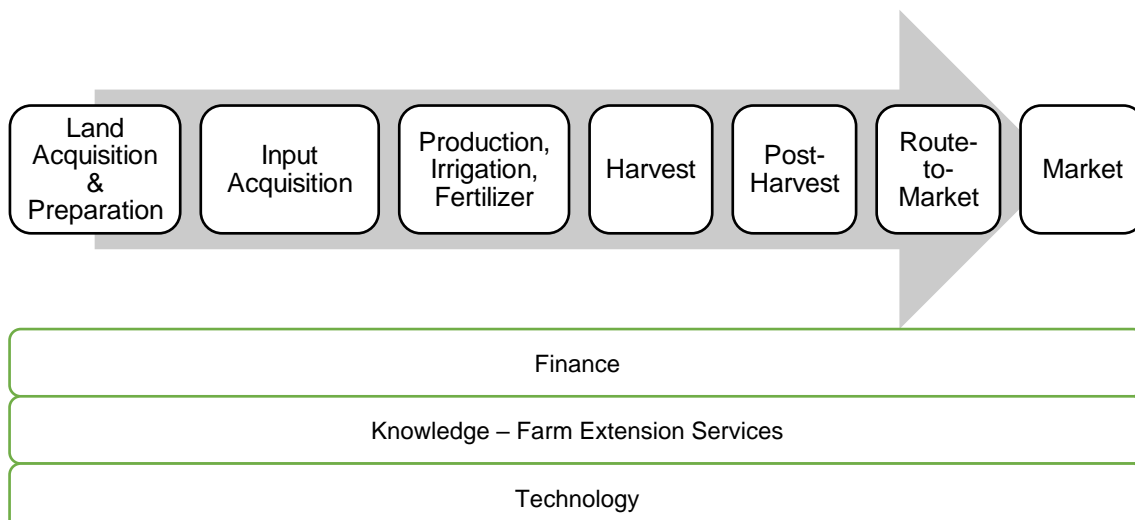 Land
Acquisition
&
Preparation
Input
Acquisition
Production,
Irrigation,
Fertilizer
Harvest
Post-
Harvest
Route-
to-
Market
Market
Finance
Knowledge – Farm Extension Services
Technology